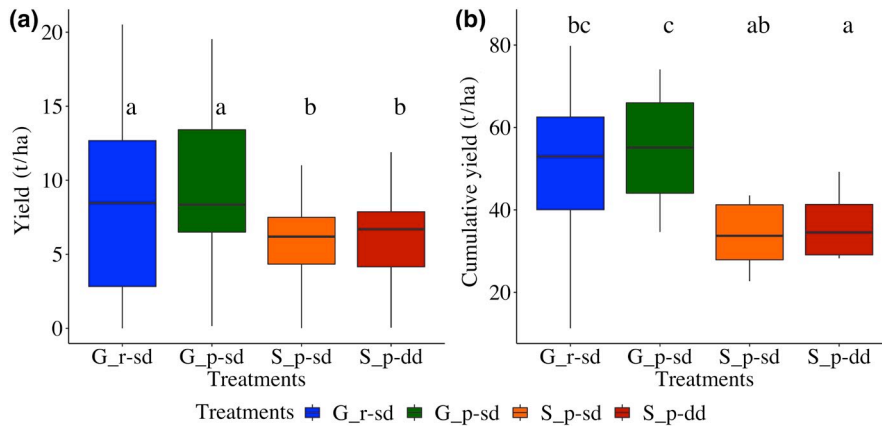 (a)
Yield (t/ha)
20
15
10
5
0
a a b b
G_r-sd G_p-sd S_p-sd S_p-dd
Treatments
(b)
Cumulative yield (t/ha)
80
60
40
20
bc c ab a
G_r-sd G_p-sd S_p-sd S_p-dd
Treatments
Treatments G_r-sd G_p-sd S_p-sd S_p-dd